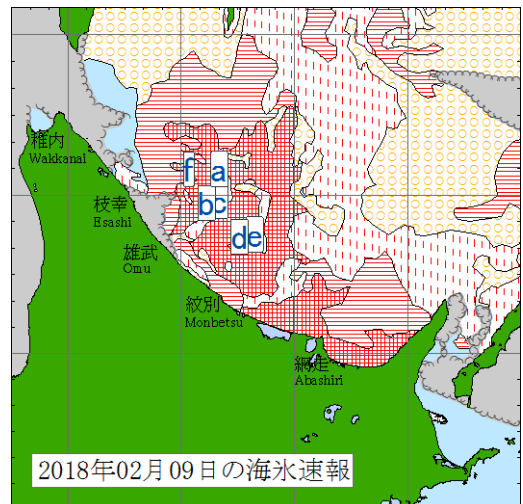 稚内
Wakkanai
f
a
b
c
枝幸
Esashi
d
e
雄武
Omu
紋別
Monbetsu
網走
Abashiri
2018年02月09日の海氷速報